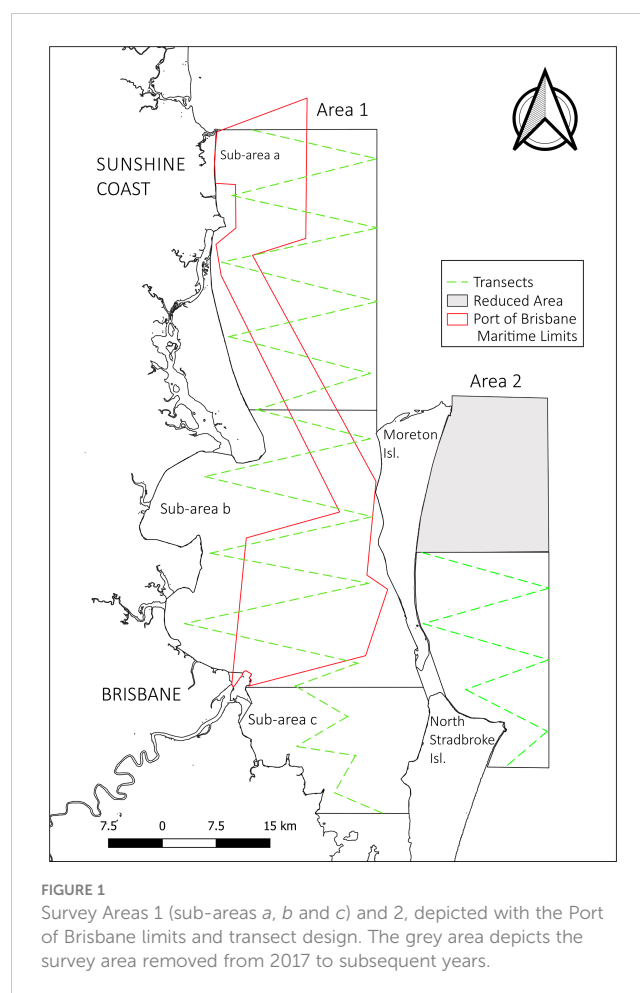 Area 1
SUNSHINE
COAST
Sub-area a
Transects
Reduced Area
Port of Brisbane
Maritime Limits
Area 2
Moreton
Isl.
Sub-area b
BRISBANE
Sub-area c
North
Stradbroke
Isl.
7.5 0 7.5 15 km
FIGURE 1
Survey Areas 1 (sub-areas a, b and c) and 2, depicted with the Port
of Brisbane limits and transect design. The grey area depicts the
survey area removed from 2017 to subsequent years.